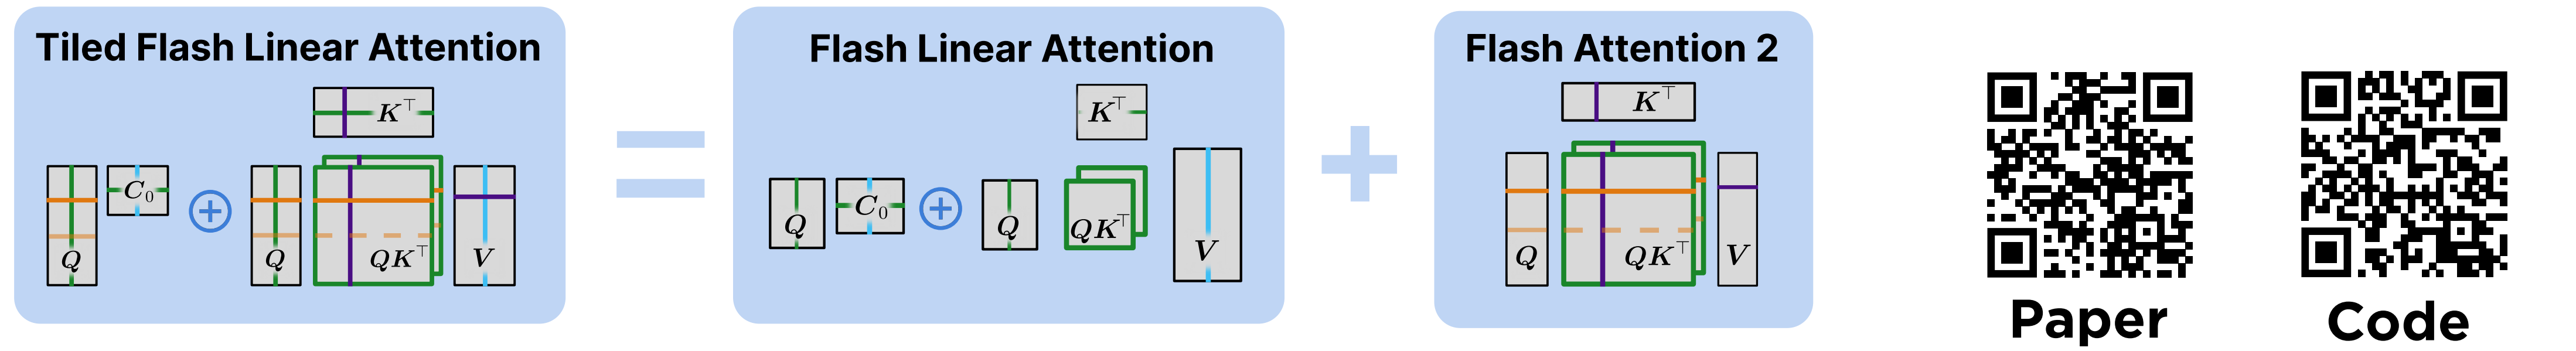 Tiled Flash Linear Attention
K⊤
Q
C₀
Q
QK⊤
V
Flash Linear Attention
K⊤
Q
C₀
Q
QK⊤
V
Flash Attention 2
K⊤
Q
QK⊤
V
Paper
Code